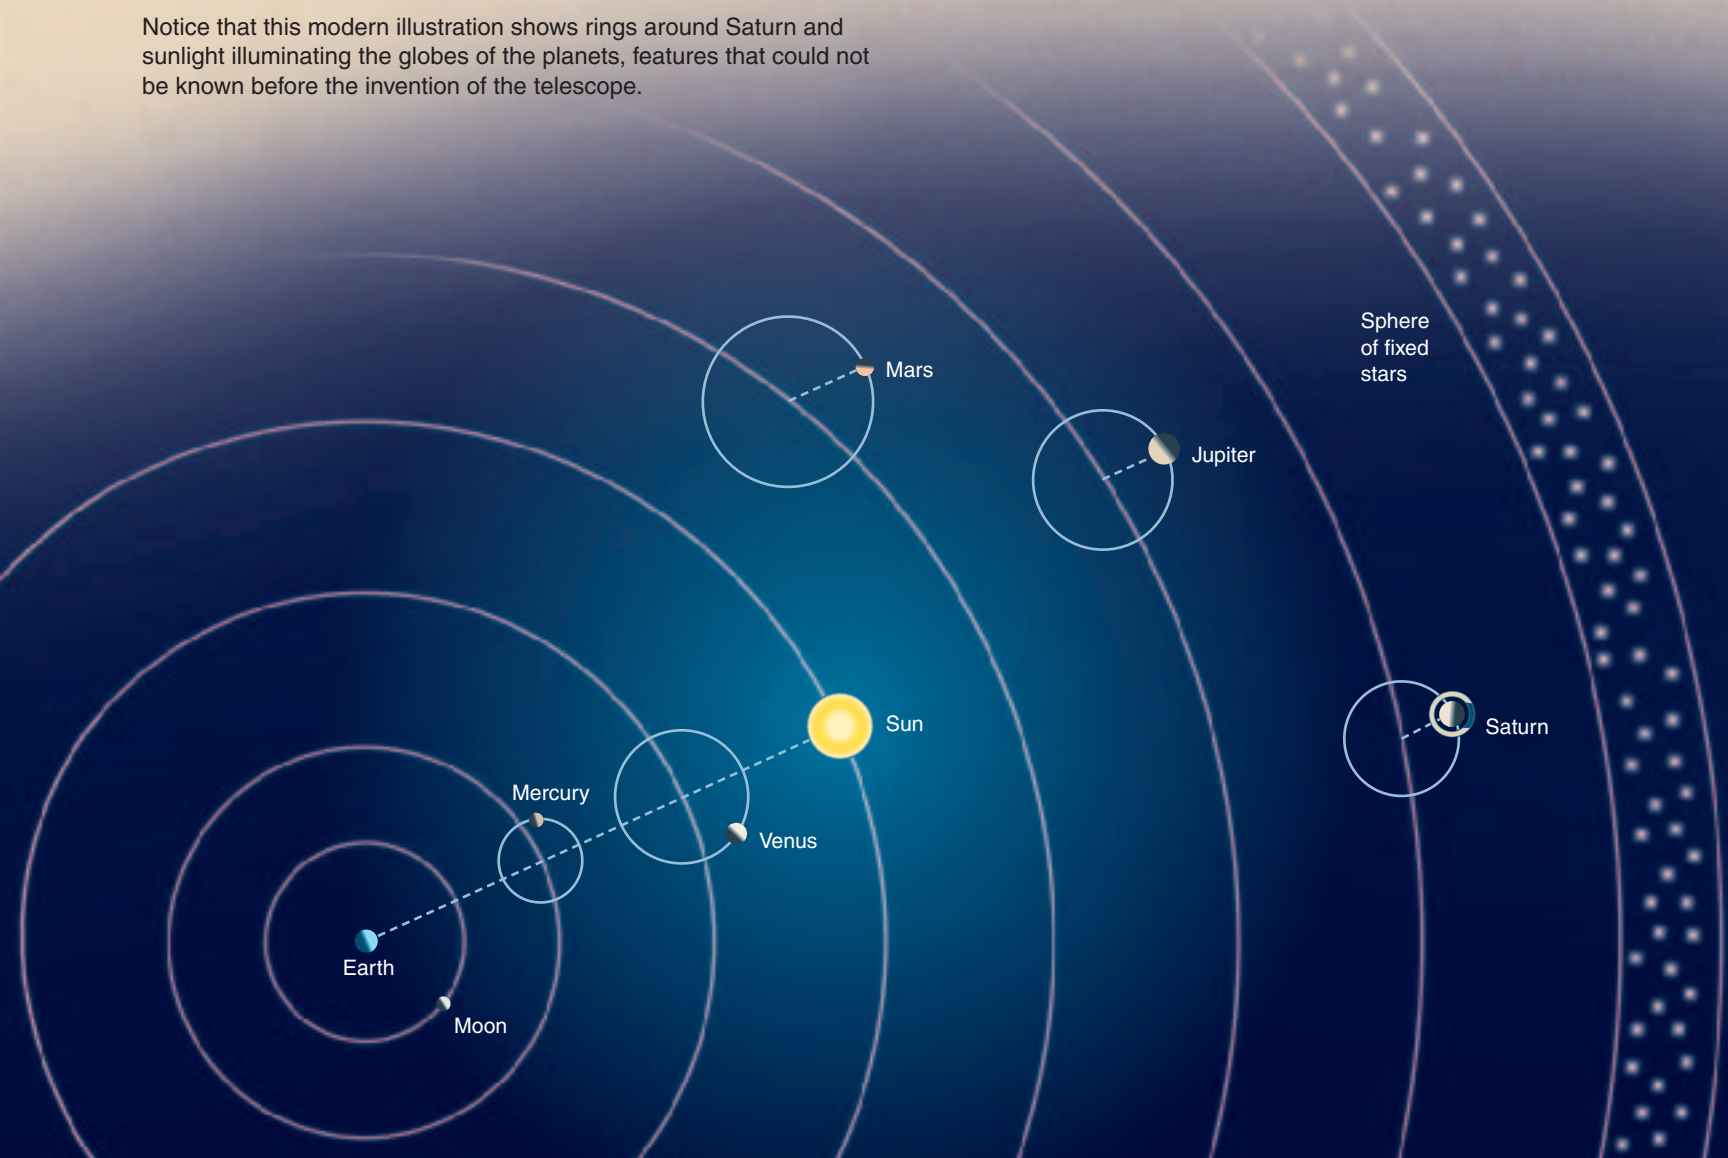 Notice that this modern illustration shows rings around Saturn and
sunlight illuminating the globes of the planets, features that could not
be known before the invention of the telescope.
Sphere
of fixed
stars
Mars
Jupiter
Sun
Saturn
Mercury
Venus
Earth
Moon